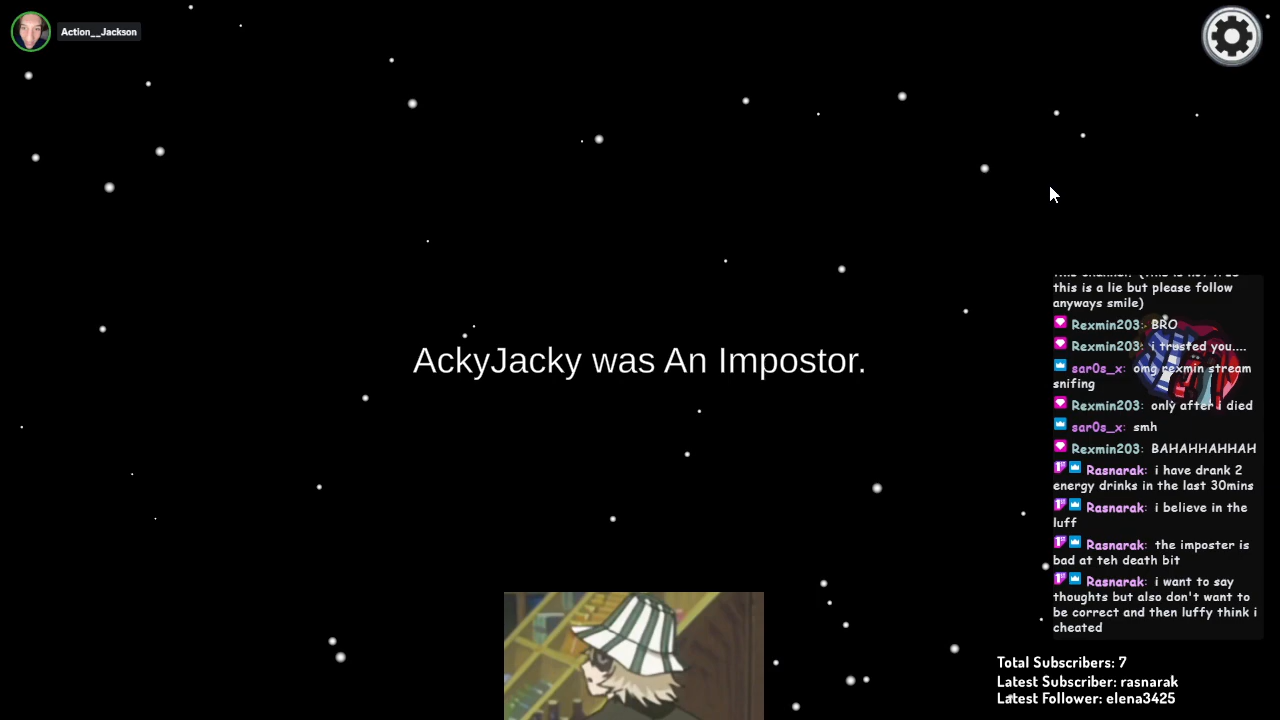 Action__Jackson
AckyJacky was An Impostor.
this is a lie but please follow
anyways smile)
Rexmin203: BRO
Rexmin203: i trusted you....
sar0s_x: omg rexmin stream
snifing
Rexmin203: only after i died
sar0s_x: smh
Rexmin203: BAHAHHAHHAH
Rasnarak: i have drank 2
energy drinks in the last 30mins
Rasnarak: i believe in the
luff
Rasnarak: the imposter is
bad at teh death bit
Rasnarak: i want to say
thoughts but also don't want to
be correct and then luffy think i
cheated
Total Subscribers: 7
Latest Subscriber: rasnarak
Latest Follower: elena3425